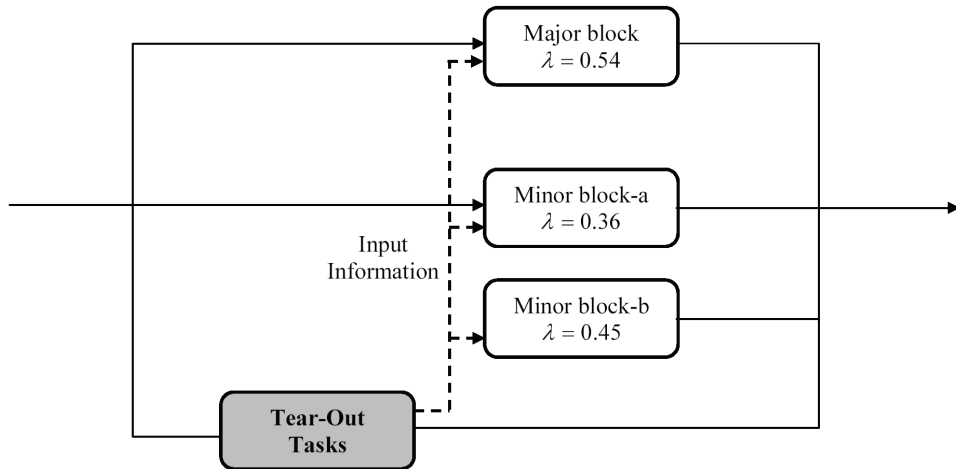 Major block
λ = 0.54
Minor block-a
λ = 0.36
Input
Information
Minor block-b
λ = 0.45
Tear-Out
Tasks